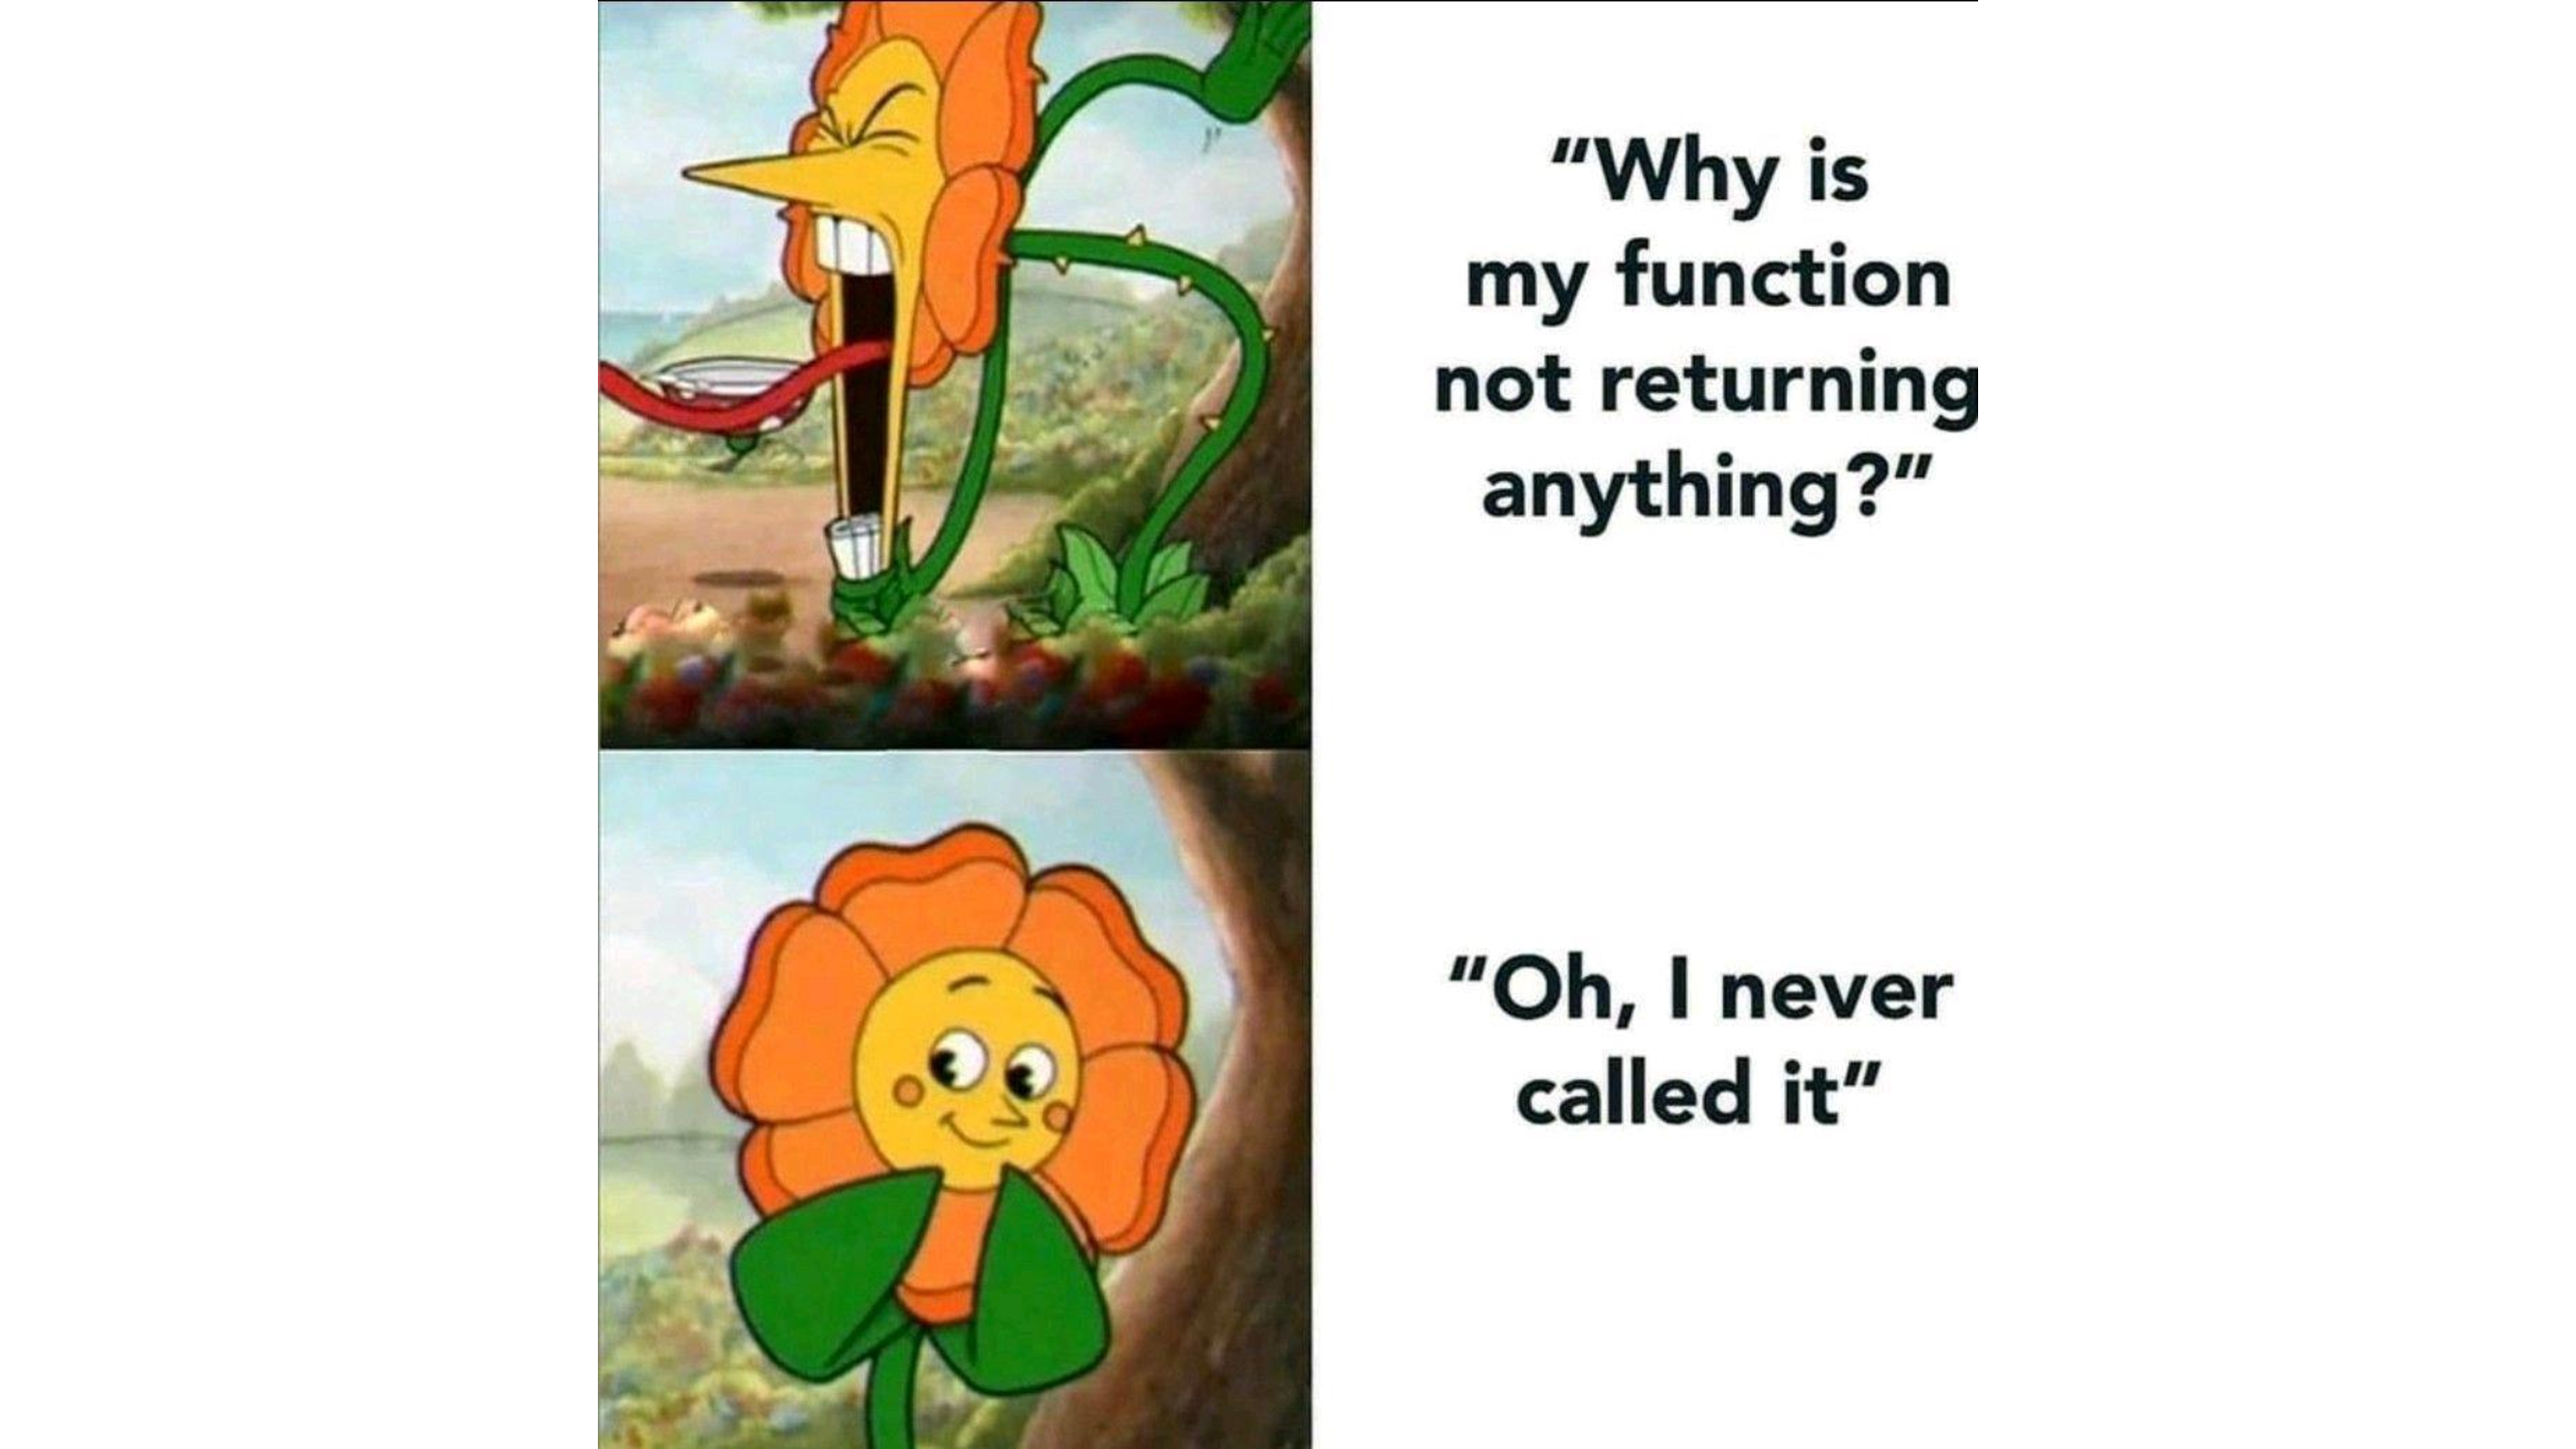 “Why is
my function
not returning
anything?”
“Oh, I never
called it”